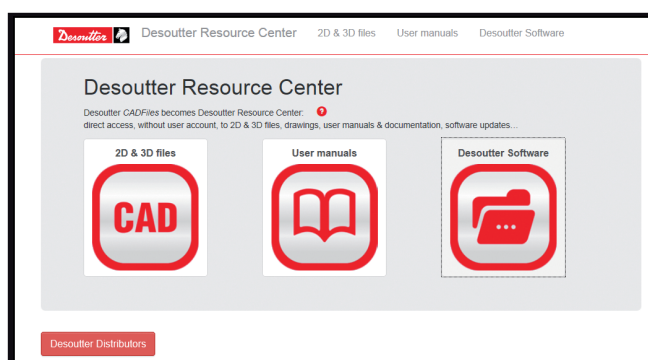 Desoutter Desoutter Resource Center 2D & 3D files User manuals Desoutter Software
Desoutter Resource Center
Desoutter CADFiles becomes Desoutter Resource Center: ?
direct access, without user account, to 2D & 3D files, drawings, user manuals & documentation, software updates...
2D & 3D files User manuals Desoutter Software
CAD
Desoutter Distributors